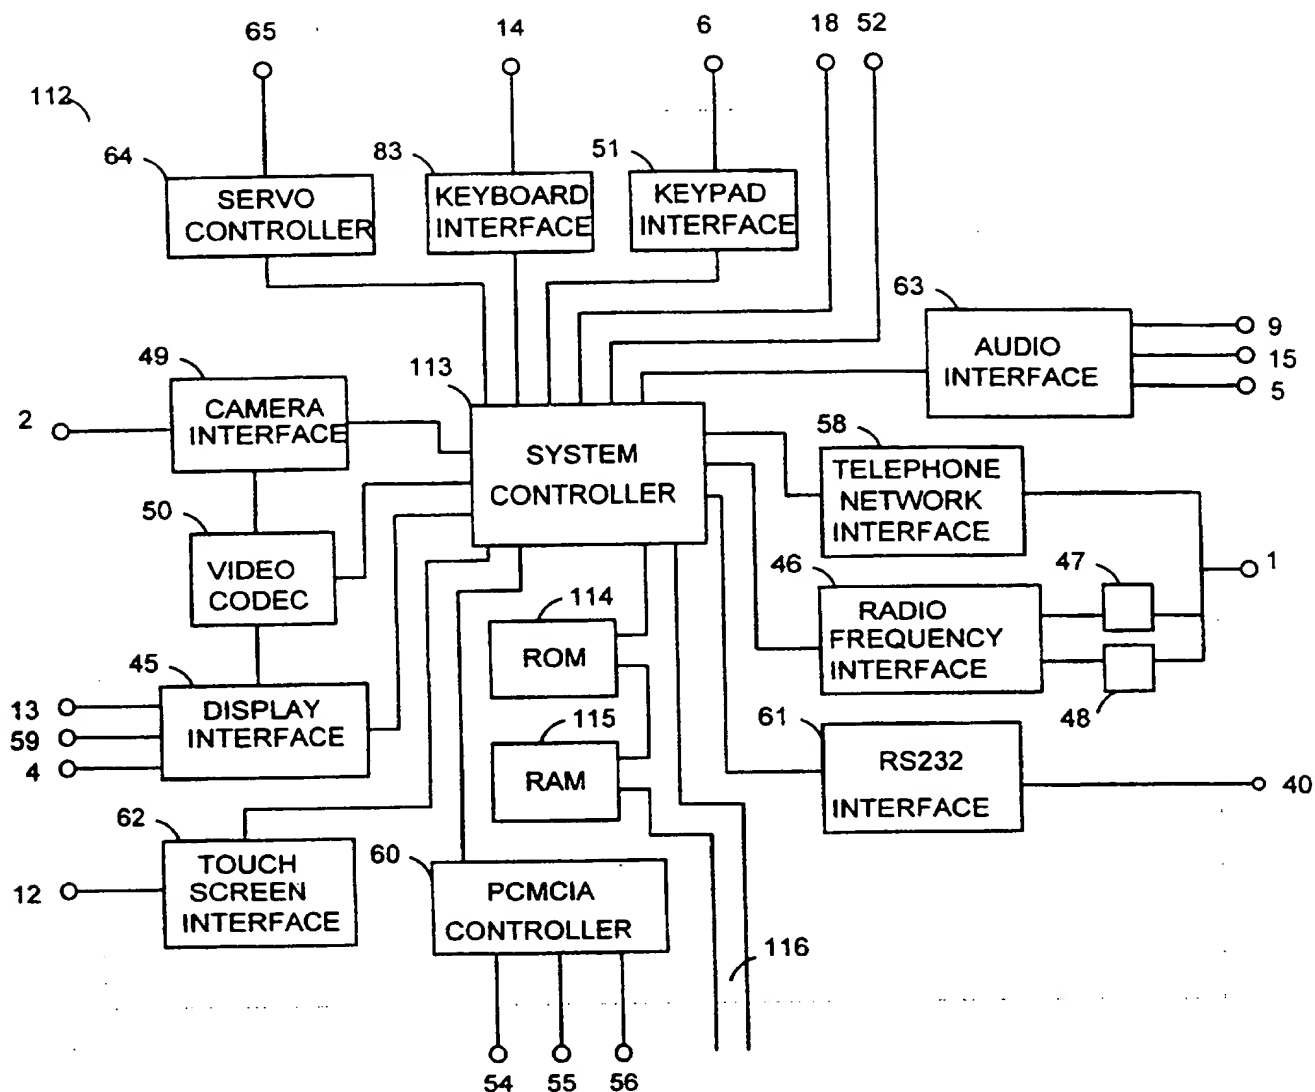 65
14
6
18
52
112
64
83
51
SERVO
CONTROLLER
KEYBOARD
INTERFACE
KEYPAD
INTERFACE
63
AUDIO
INTERFACE
9
15
5
49
CAMERA
INTERFACE
2
113
SYSTEM
CONTROLLER
58
TELEPHONE
NETWORK
INTERFACE
50
VIDEO
CODEC
46
RADIO
FREQUENCY
INTERFACE
47
48
1
114
ROM
45
DISPLAY
INTERFACE
13
59
4
115
RAM
61
RS232
INTERFACE
40
62
TOUCH
SCREEN
INTERFACE
12
60
PCMCIA
CONTROLLER
116
54
55
56